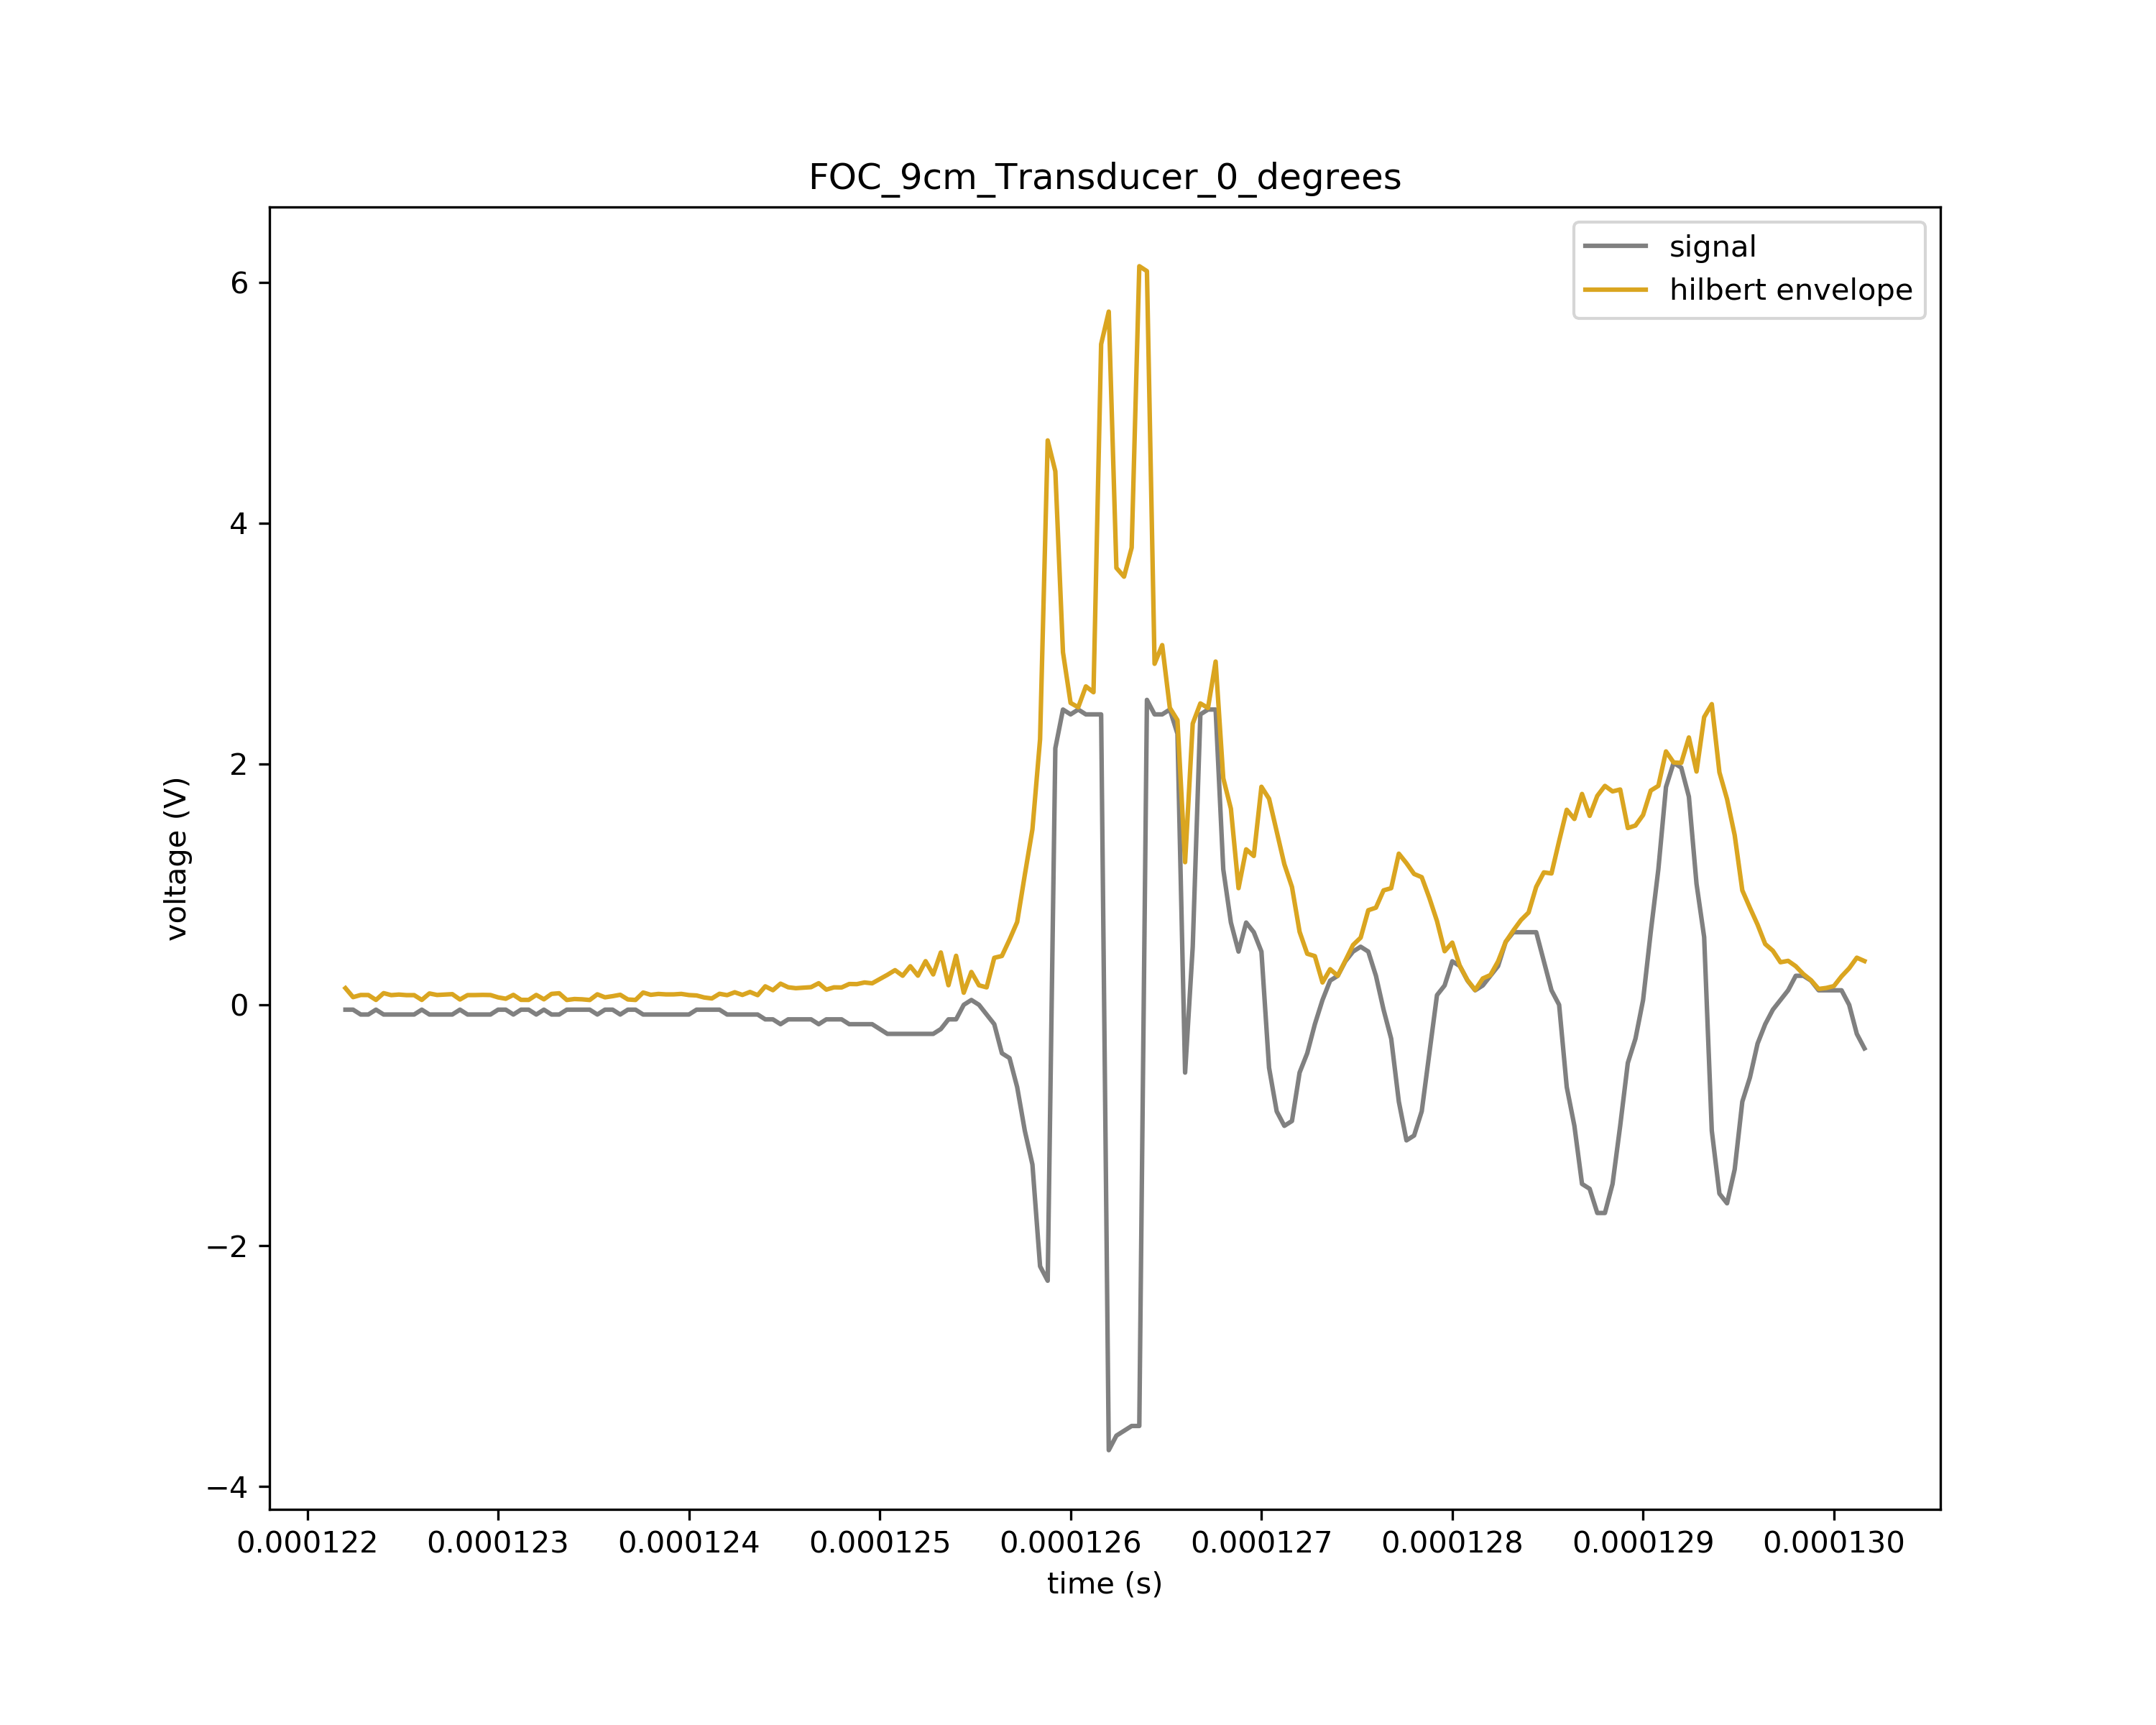 FOC_9cm_Transducer_0_degrees
signal
hilbert envelope
6
4
2
0
−2
−4
voltage (V)
0.000122 0.000123 0.000124 0.000125 0.000126 0.000127 0.000128 0.000129 0.000130
time (s)